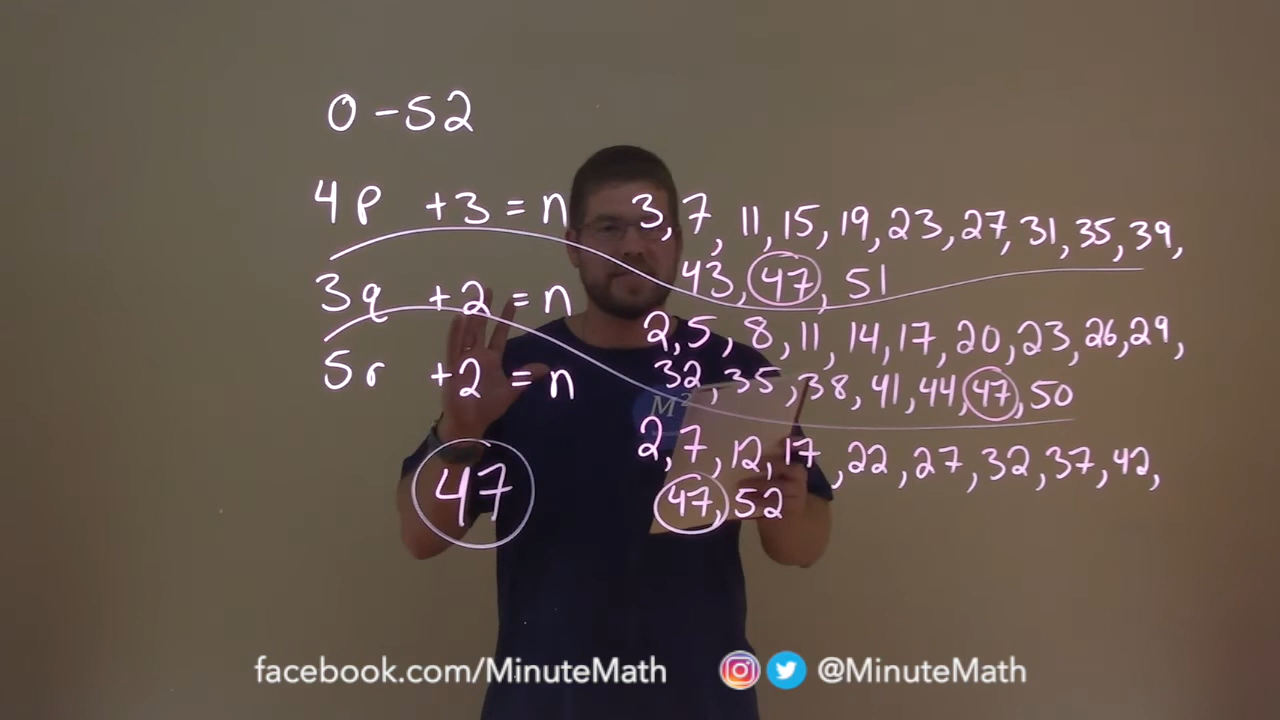 0 - 52
4p + 3 = n 3, 7, 11, 15, 19, 23, 27, 31, 35, 39,
43, 47, 51
3q + 2 = n 2, 5, 8, 11, 14, 17, 20, 23, 26, 29,
32, 35, 38, 41, 44, 47, 50
5r + 2 = n 2, 7, 12, 17, 22, 27, 32, 37, 42,
47, 52
47
M²
facebook.com/MinuteMath @MinuteMath